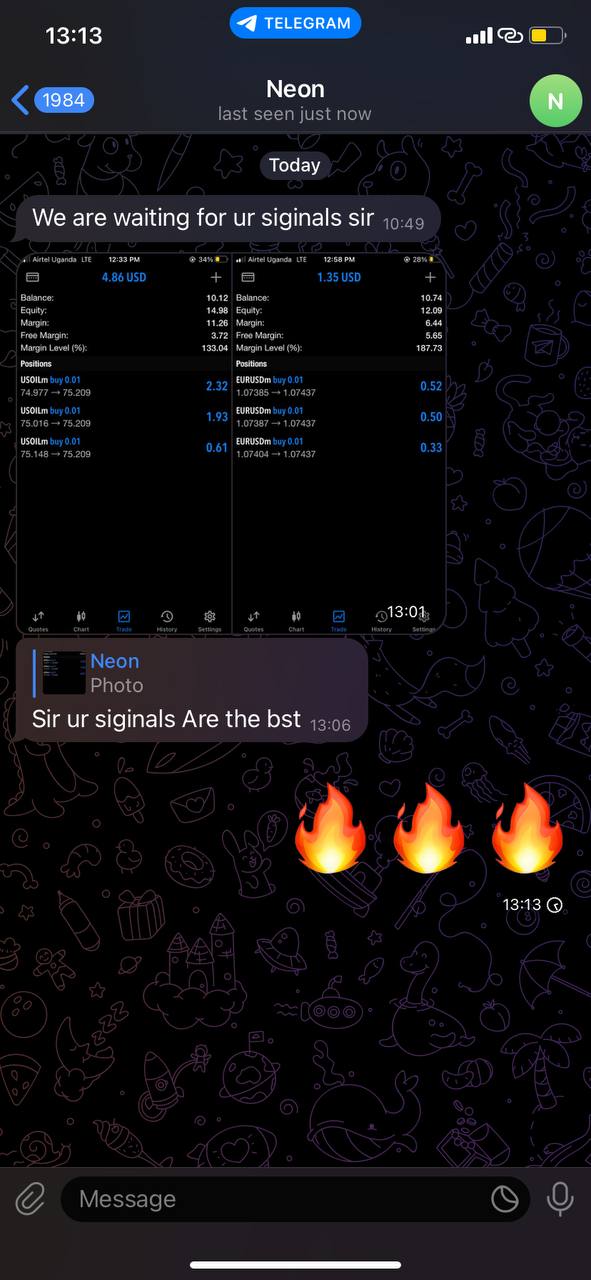 13:13
TELEGRAM
1984
Neon
last seen just now
N
Today
We are waiting for ur siginals sir 10:49
Airtel Uganda LTE 12:33 PM 34%
4.86 USD
Balance: 10.12
Equity: 14.98
Margin: 11.26
Free Margin: 3.72
Margin Level (%): 133.04
Positions
USOILm buy 0.01
74.977 → 75.209 2.32
USOILm buy 0.01
75.016 → 75.209 1.93
USOILm buy 0.01
75.148 → 75.209 0.61
Quotes Chart Trade History Settings
Airtel Uganda LTE 12:58 PM 28%
1.35 USD
Balance: 10.74
Equity: 12.09
Margin: 6.44
Free Margin: 5.65
Margin Level (%): 187.73
Positions
EURUSDm buy 0.01
1.07385 → 1.07437 0.52
EURUSDm buy 0.01
1.07387 → 1.07437 0.50
EURUSDm buy 0.01
1.07404 → 1.07437 0.33
Quotes Chart Trade History Settings
13:01
Neon
Photo
Sir ur siginals Are the bst 13:06
13:13
Message